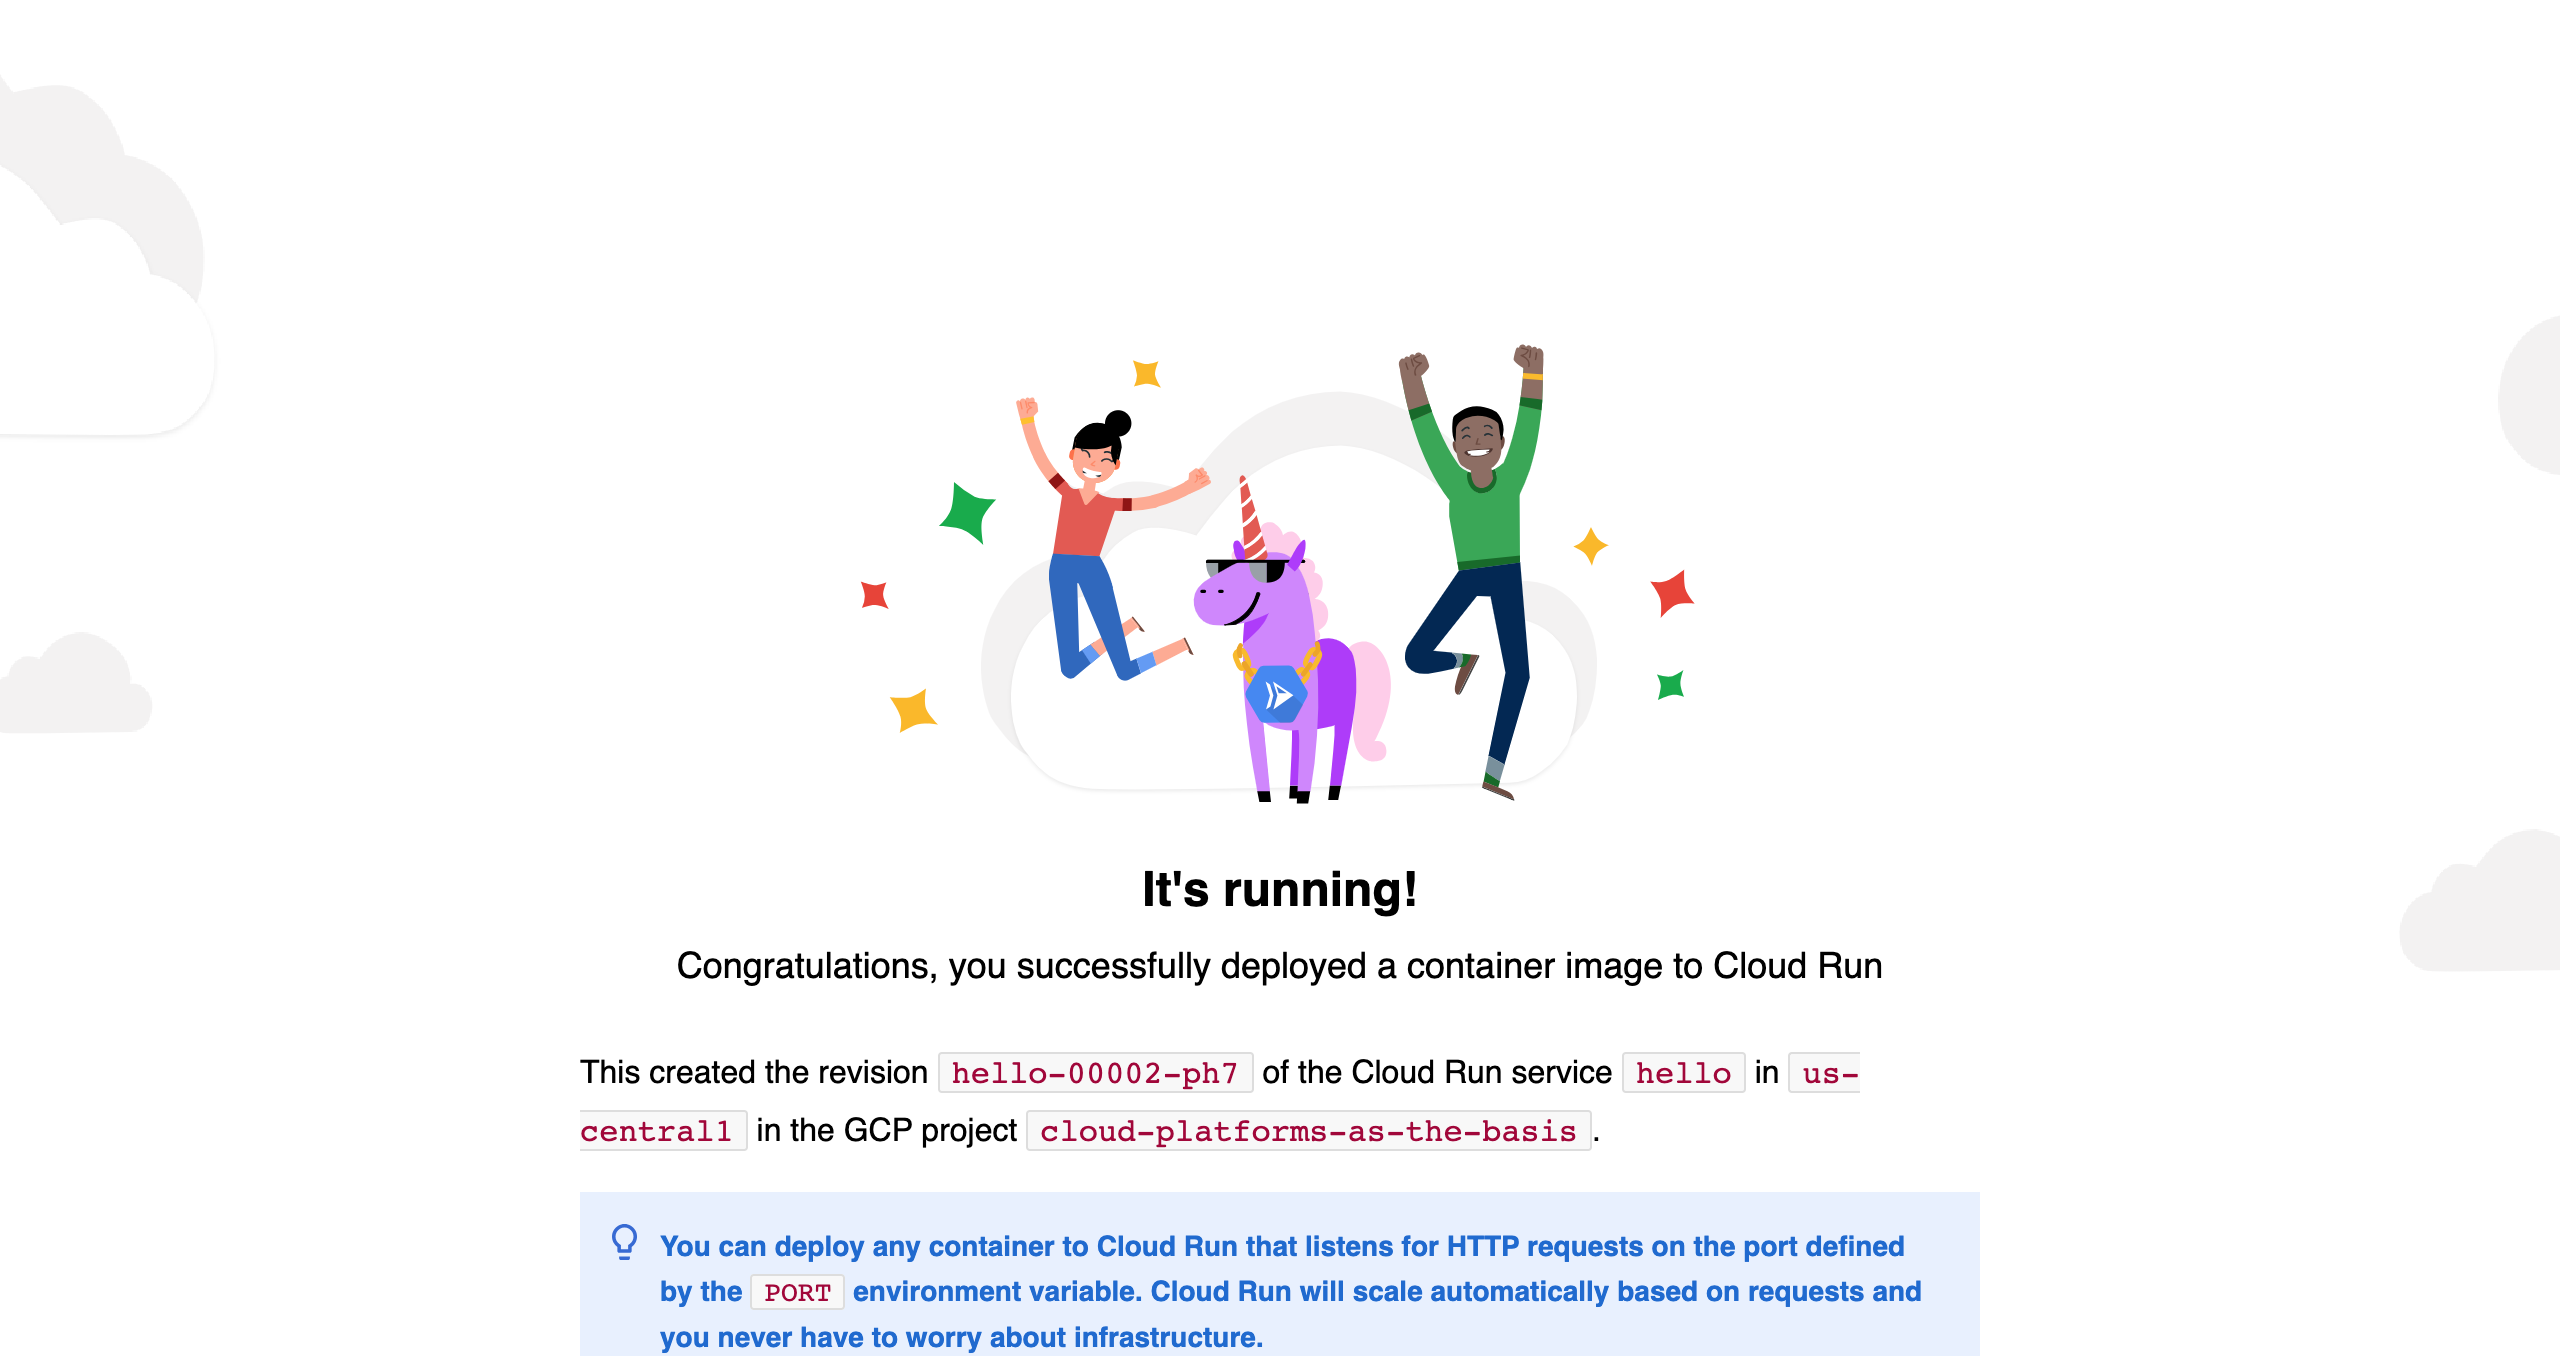 It's running!
Congratulations, you successfully deployed a container image to Cloud Run
This created the revision hello-00002-ph7 of the Cloud Run service hello in us-
central1 in the GCP project cloud-platforms-as-the-basis.
You can deploy any container to Cloud Run that listens for HTTP requests on the port defined
by the PORT environment variable. Cloud Run will scale automatically based on requests and
you never have to worry about infrastructure.